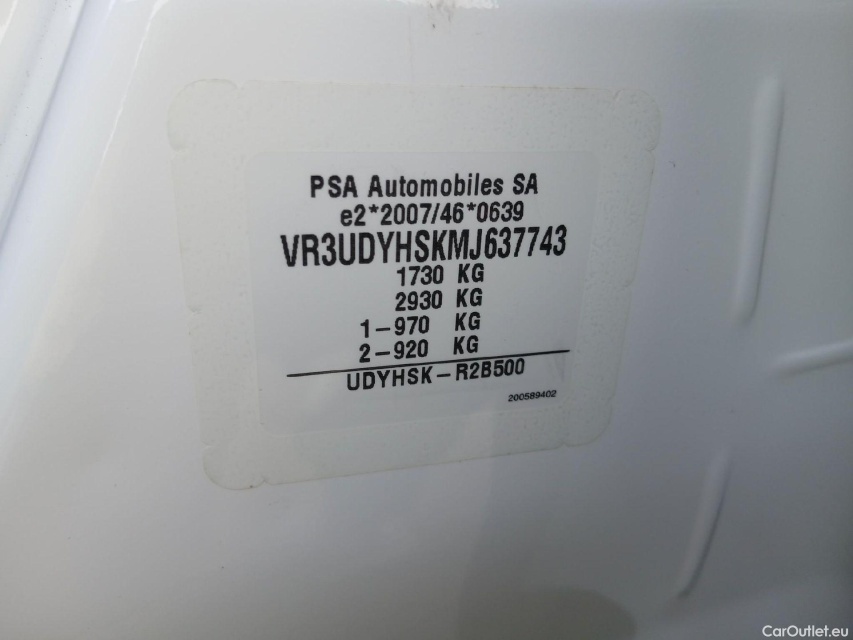 PSA Automobiles SA
e2*2007/46*0639
VR3UDYHSKMJ637743
1730 KG
2930 KG
1-970 KG
2-920 KG
UDYHSK-R2B500
200589402
CarOutlet.eu